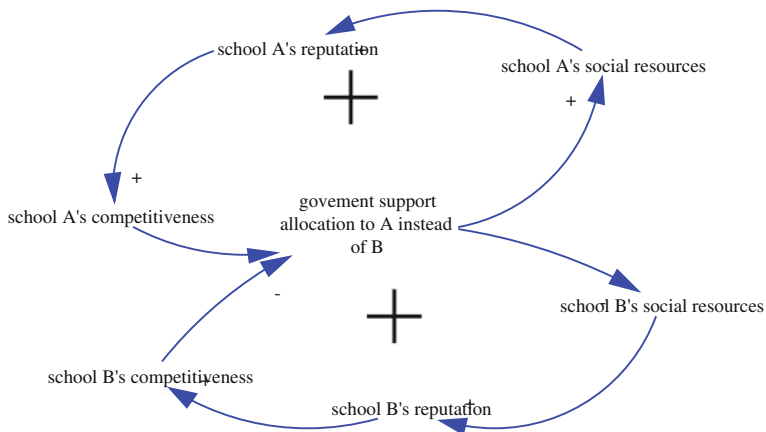 school A's reputation
+
school A's social resources
+
+
+
school A's competitiveness
govement support
allocation to A instead
of B
-
+
school B's social resources
-
school B's competitiveness
+
school B's reputation
+